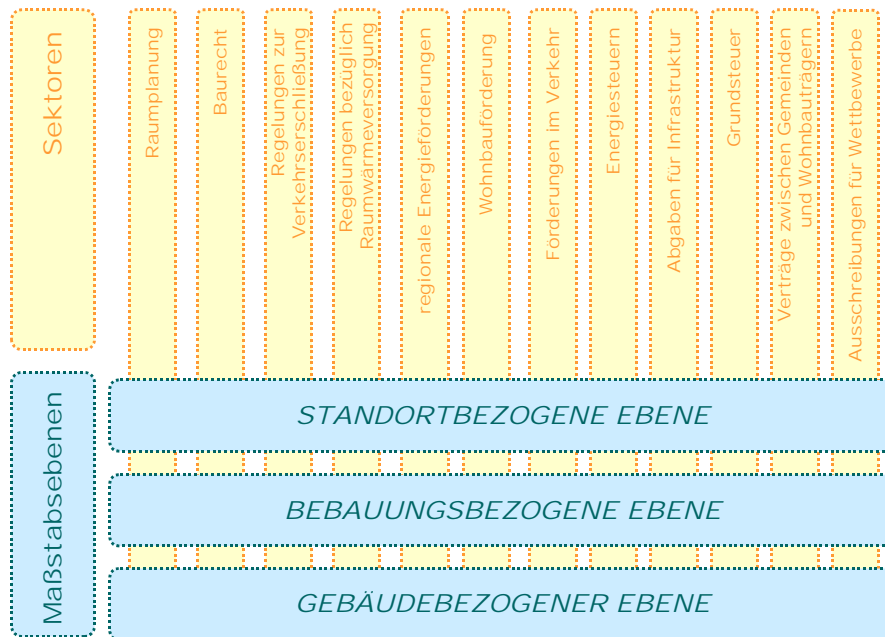 Sektoren
Raumplanung
Baurecht
Regelungen zur
Verkehrserschließung
Regelungen bezüglich
Raumwärmeversorgung
regionale Energieförderungen
Wohnbauförderung
Förderungen im Verkehr
Energiesteuern
Abgaben für Infrastruktur
Grundsteuer
Verträge zwischen Gemeinden
und Wohnbauträgern
Ausschreibungen für Wettbewerbe
Maßstabsebenen
STANDORTBEZOGENE EBENE
BEBAUUNGSBEZOGENE EBENE
GEBÄUDEBEZOGENER EBENE